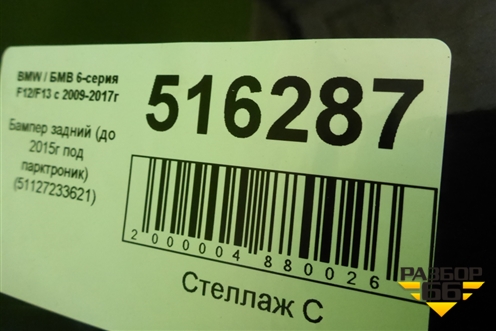 BMW / БМВ 6-серия
F12/F13 с 2009-2017г
Бампер задний (до
2015г под
парктроник)
(51127233621)
516287
2000004880026
Стеллаж С
РАЗБОР
66